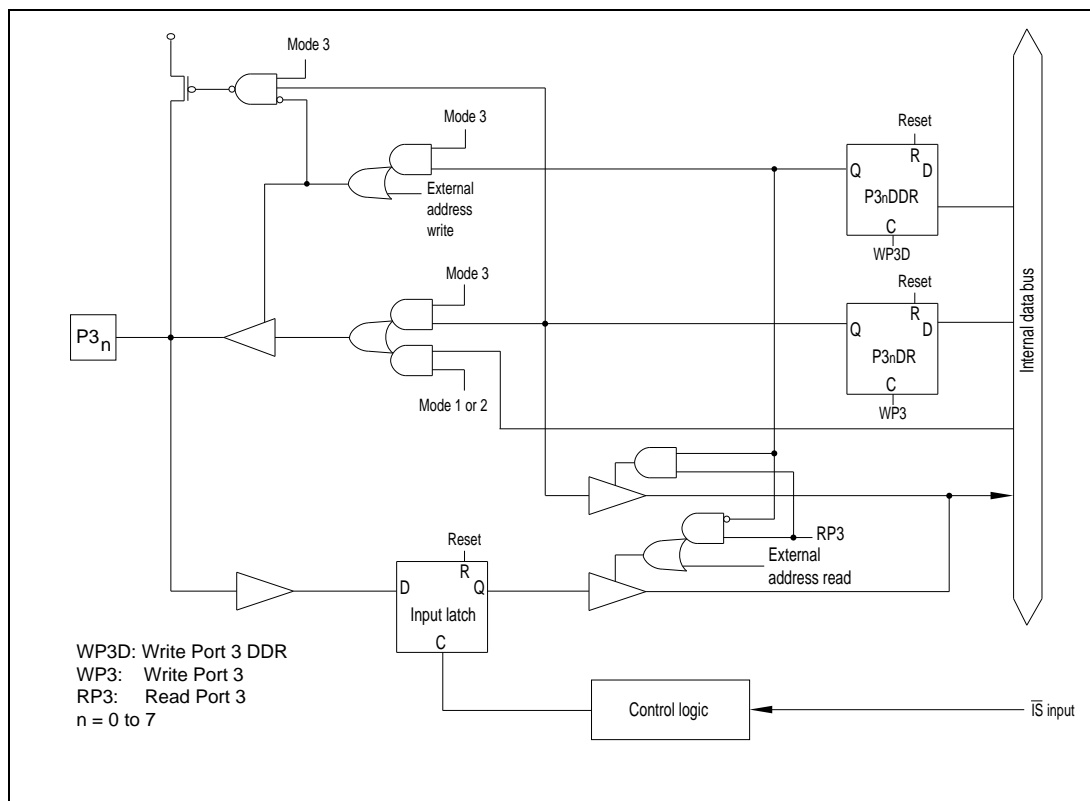 Mode 3
Mode 3
Reset
R
Q
D
P3nDDR
C
WP3D
External
address
write
Mode 3
Reset
R
Q
D
P3nDR
C
WP3
P3n
Mode 1 or 2
Internal data bus
RP3
External
address read
Reset
R
D
Q
Input latch
C
WP3D: Write Port 3 DDR
WP3: Write Port 3
RP3: Read Port 3
n = 0 to 7
Control logic
I̅S̅ input